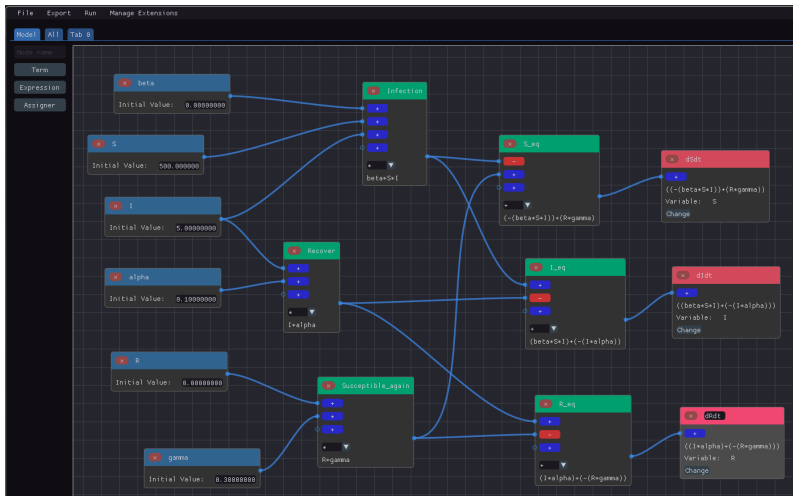 File Export Run Manage Extensions
Model All Tab 0
Node name
Term
Expression
Assigner
beta
Initial Value: 0.00000000
S
Initial Value: 500.000000
I
Initial Value: 5.00000000
alpha
Initial Value: 0.10000000
R
Initial Value: 0.00000000
gamma
Initial Value: 0.30000000
Infection
+
+
+
+
*
beta*S*I
Recover
+
+
+
*
I*alpha
Susceptible_again
+
+
+
*
R*gamma
S_eq
-
+
+
+
(-(beta*S*I))+(R*gamma)
I_eq
+
-
+
+
(beta*S*I)+(-(I*alpha))
R_eq
+
-
+
+
(I*alpha)+(-(R*gamma))
dSdt
+
((-(beta*S*I))+(R*gamma))
Variable: S
Change
dIdt
+
((beta*S*I)+(-(I*alpha)))
Variable: I
Change
dRdt
+
((I*alpha)+(-(R*gamma)))
Variable: R
Change